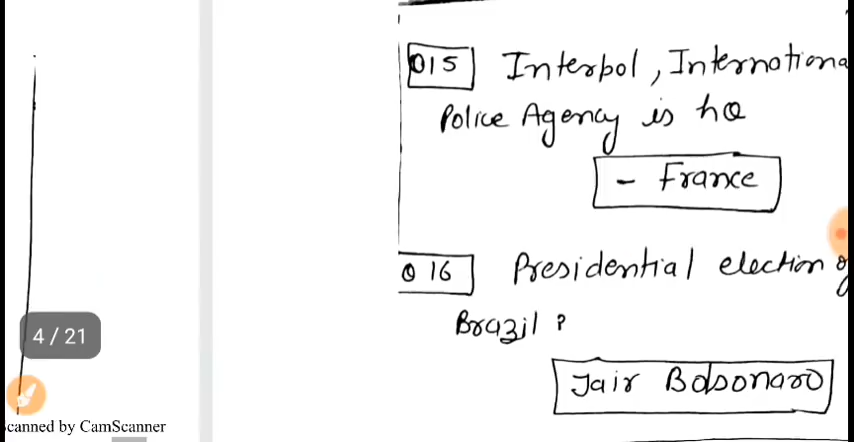 Q15 Interpol, Internationa
Police Agency is hQ
- France
Q 16 Presidential election of
Brazil ?
Jair Bolsonaro
4 / 21
canned by CamScanner